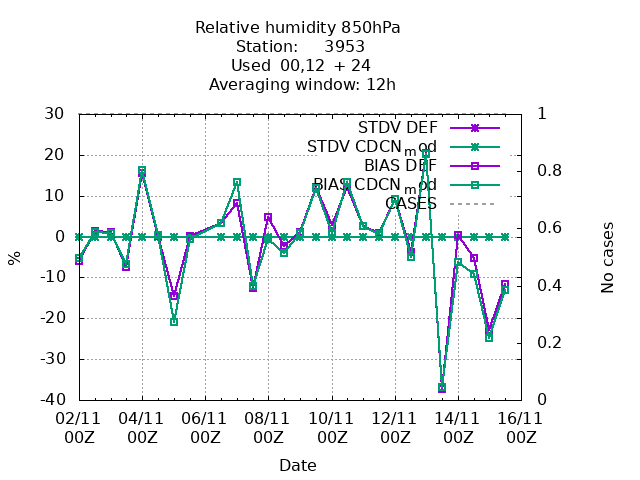 Relative humidity 850hPa
Station: 3953
Used 00,12 + 24
Averaging window: 12h
30
20
10
0
-10
-20
-30
-40
%
1
0.8
0.6
0.4
0.2
0
No cases
STDV DEF
STDV CDCNmod
BIAS DEF
BIAS CDCNmod
CASES
02/11 04/11 06/11 08/11 10/11 12/11 14/11 16/11
00Z 00Z 00Z 00Z 00Z 00Z 00Z 00Z
Date